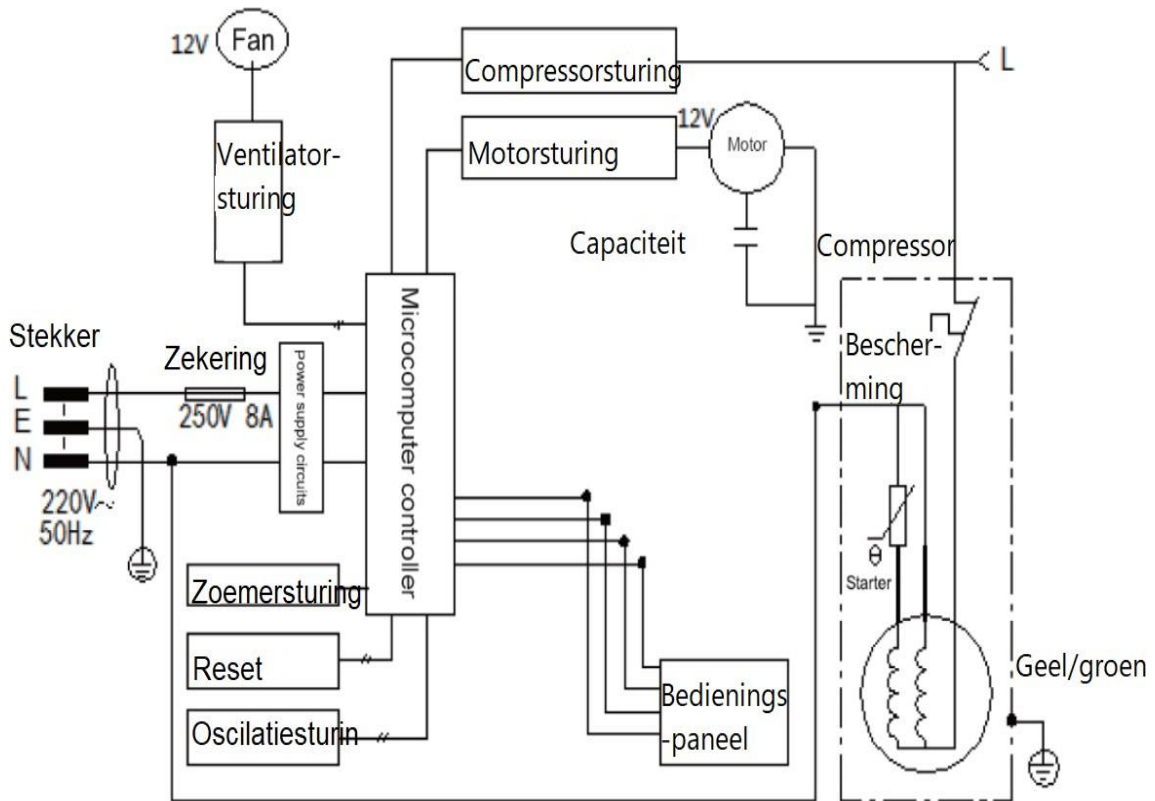 12V
Fan
Compressorsturing
L
Ventilator-
sturing
Motorsturing
12V
Motor
Capaciteit
Compressor
Microcomputer controller
Stekker
Zekering
L
E
N
250V 8A
Power supply circuits
220V~
50Hz
Bescher-
ming
θ
Starter
Zoemersturing
Reset
Oscilatiesturin
Bedienings
-paneel
Geel/groen